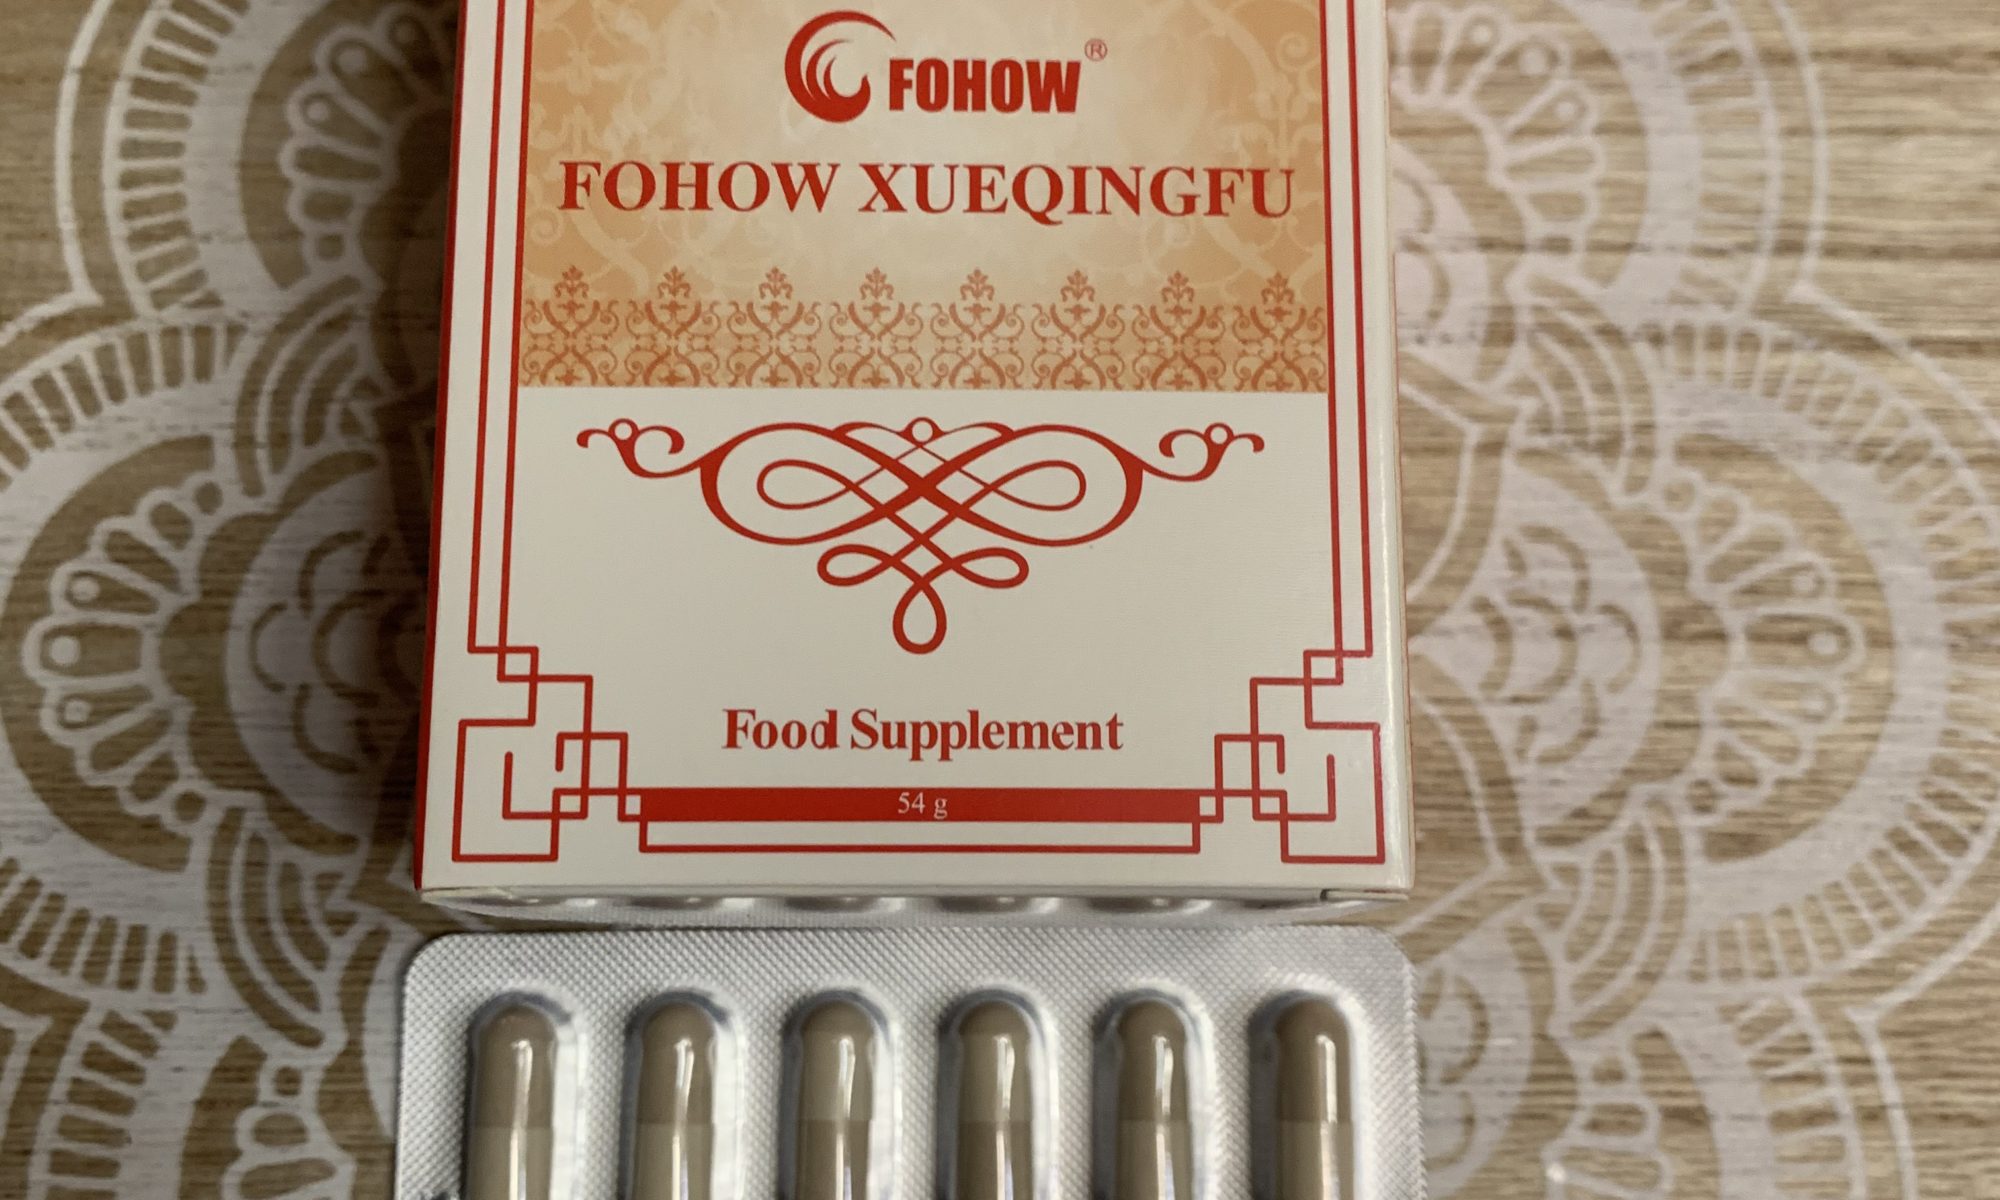 FOHOW®
FOHOW XUEQINGFU
Food Supplement
54 g